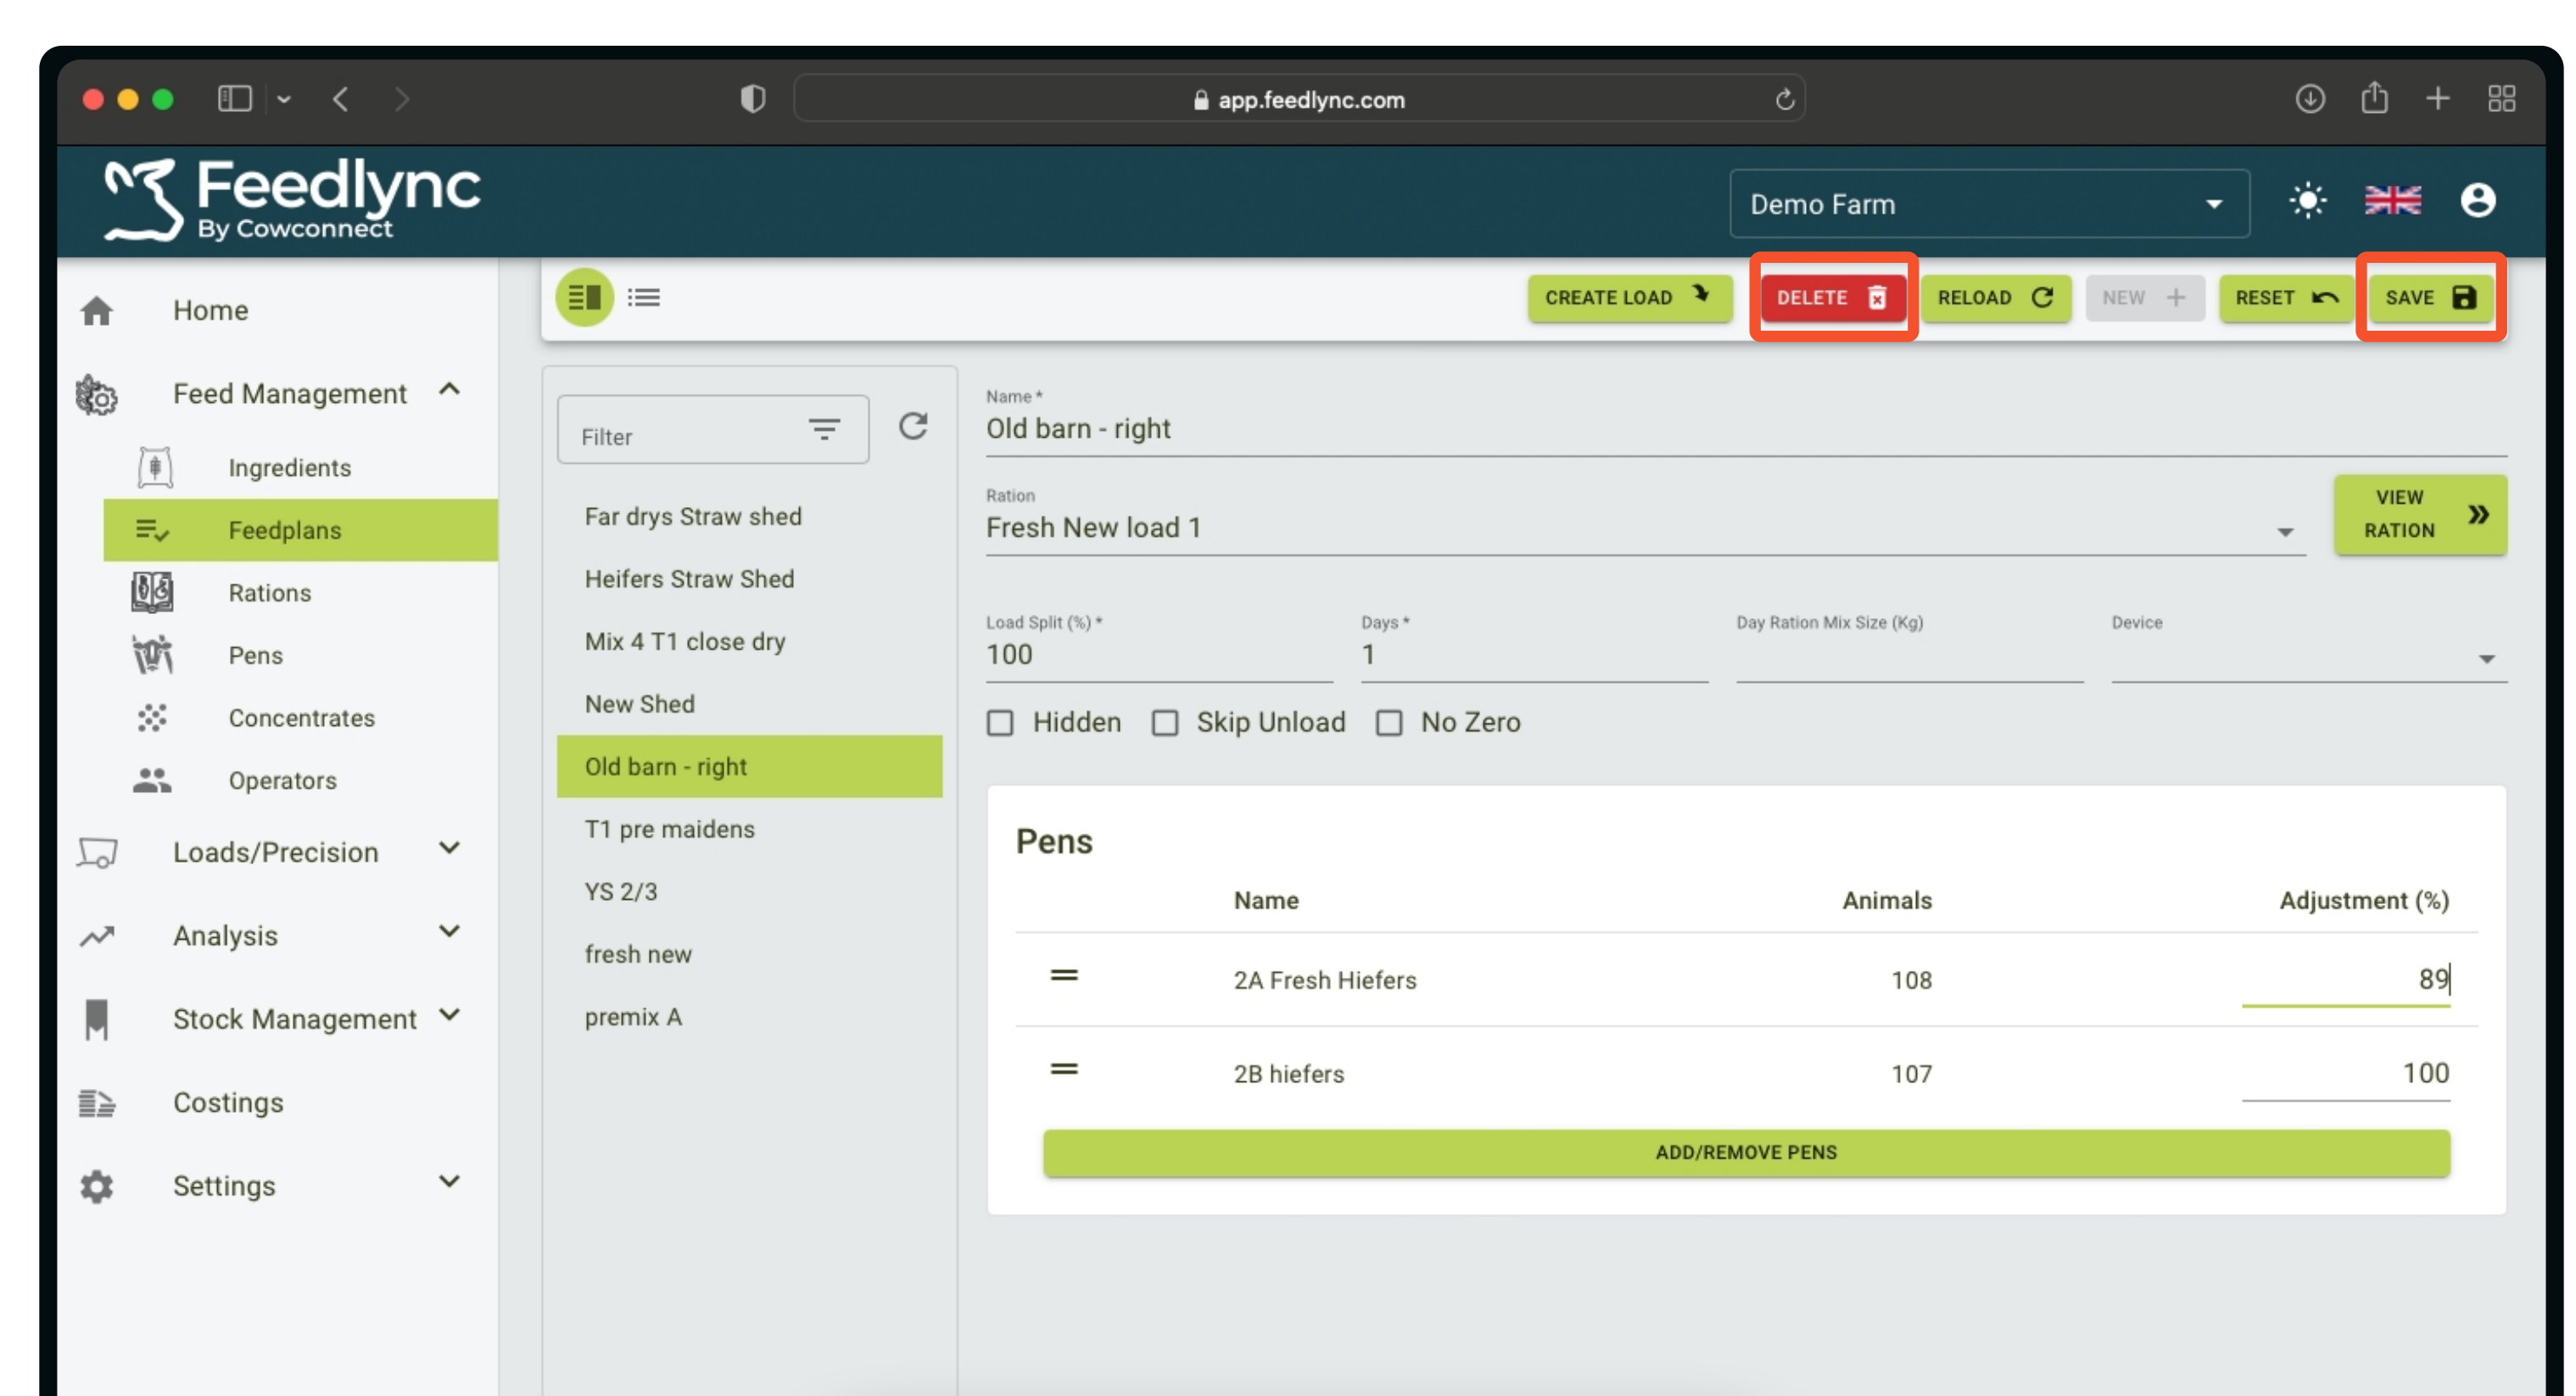 app.feedlync.com
Feedlync
By Cowconnect
Demo Farm
CREATE LOAD
DELETE
RELOAD
NEW
RESET
SAVE
Home
Feed Management
Ingredients
Feedplans
Rations
Pens
Concentrates
Operators
Loads/Precision
Analysis
Stock Management
Costings
Settings
Filter
Far drys Straw shed
Heifers Straw Shed
Mix 4 T1 close dry
New Shed
Old barn - right
T1 pre maidens
YS 2/3
fresh new
premix A
Name *
Old barn - right
Ration
Fresh New load 1
VIEW
RATION
Load Split (%) * Days * Day Ration Mix Size (Kg) Device
100 1
Hidden Skip Unload No Zero
Pens
Name Animals Adjustment (%)
2A Fresh Hiefers 108 89
2B hiefers 107 100
ADD/REMOVE PENS